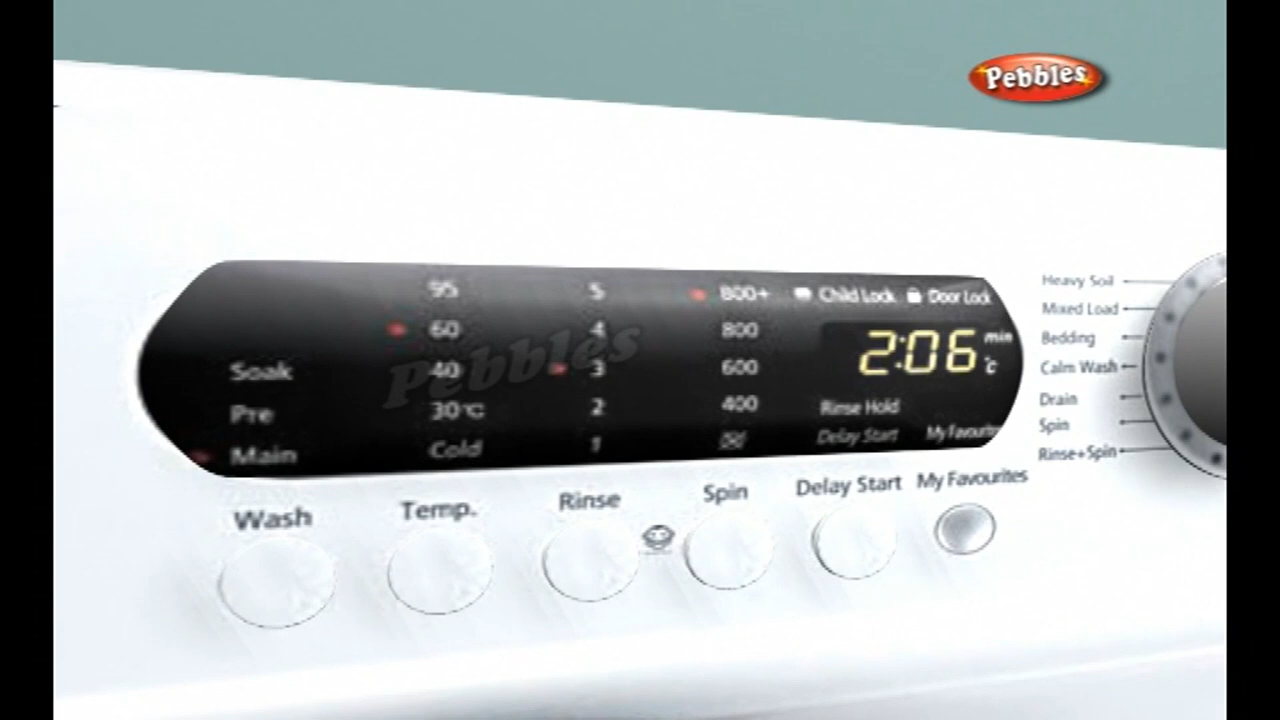 Pebbles
95 5 800+ Child Lock Door Lock
60 4 800 2:06 min
Soak 40 3 600 °c
Pre 30°C 2 400 Rinse Hold
Main Cold 1 Delay Start My Favourites
Pebbles
Wash Temp. Rinse Spin Delay Start My Favourites
Heavy Soil
Mixed Load
Bedding
Calm Wash
Drain
Spin
Rinse+Spin